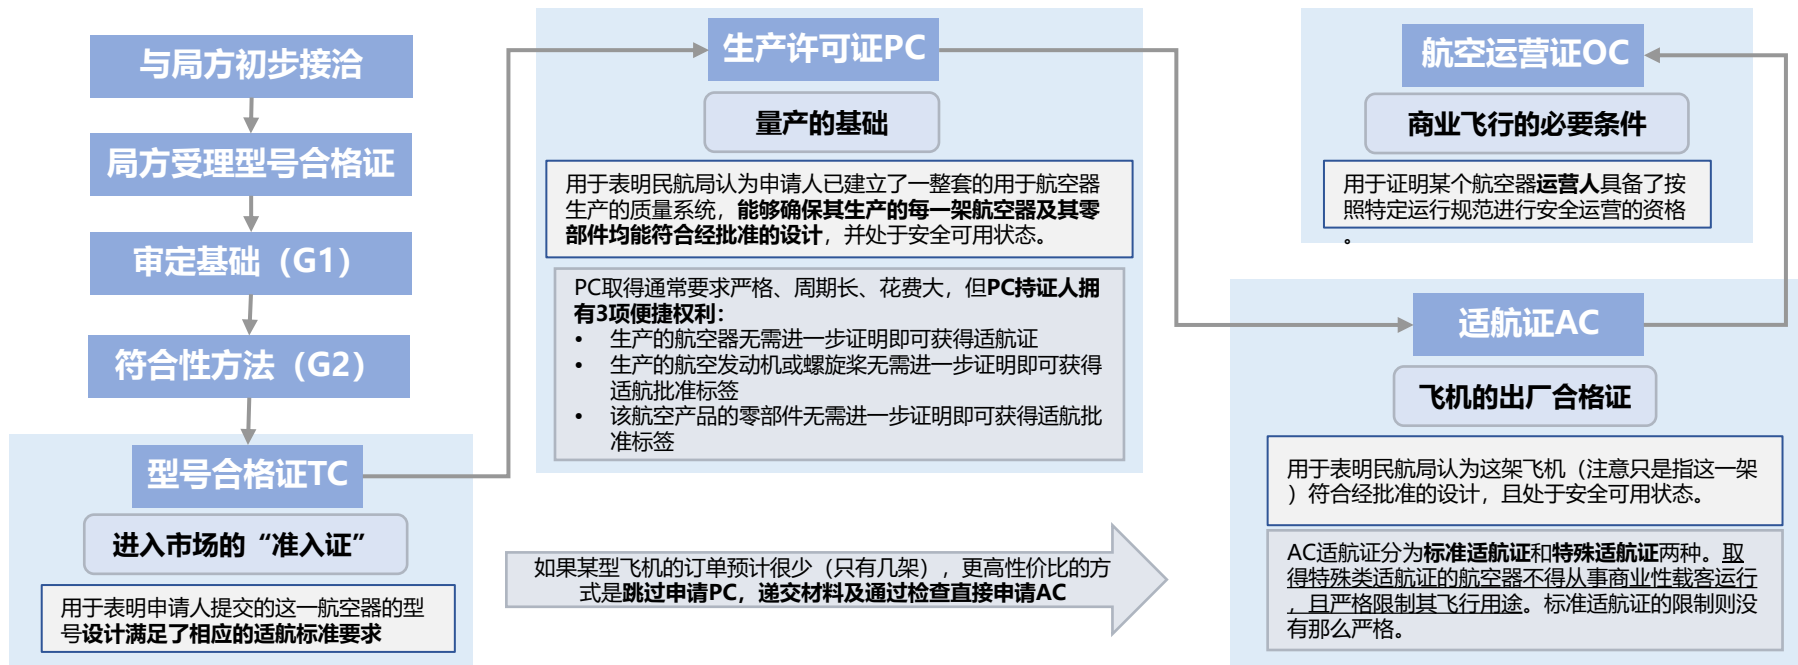 与局方初步接洽
局方受理型号合格证
审定基础（G1）
符合性方法（G2）
型号合格证TC
进入市场的“准入证”
用于表明申请人提交的这一航空器的型
号设计满足了相应的适航标准要求
生产许可证PC
量产的基础
用于表明民航局认为申请人已建立了一整套的用于航空器
生产的质量系统，能够确保其生产的每一架航空器及其零
部件均能符合经批准的设计，并处于安全可用状态。
PC取得通常要求严格、周期长、花费大，但PC持证人拥
有3项便捷权利：
• 生产的航空器无需进一步证明即可获得适航证
• 生产的航空发动机或螺旋桨无需进一步证明即可获得
适航批准标签
• 该航空产品的零部件无需进一步证明即可获得适航批
准标签
如果某型飞机的订单预计很少（只有几架），更高性价比的方
式是跳过申请PC，递交材料及通过检查直接申请AC
航空运营证OC
商业飞行的必要条件
用于证明某个航空器运营人具备了按
照特定运行规范进行安全运营的资格
。
适航证AC
飞机的出厂合格证
用于表明民航局认为这架飞机（注意只是指这一架
）符合经批准的设计，且处于安全可用状态。
AC适航证分为标准适航证和特殊适航证两种。取
得特殊类适航证的航空器不得从事商业性载客运行
，且严格限制其飞行用途。标准适航证的限制则没
有那么严格。